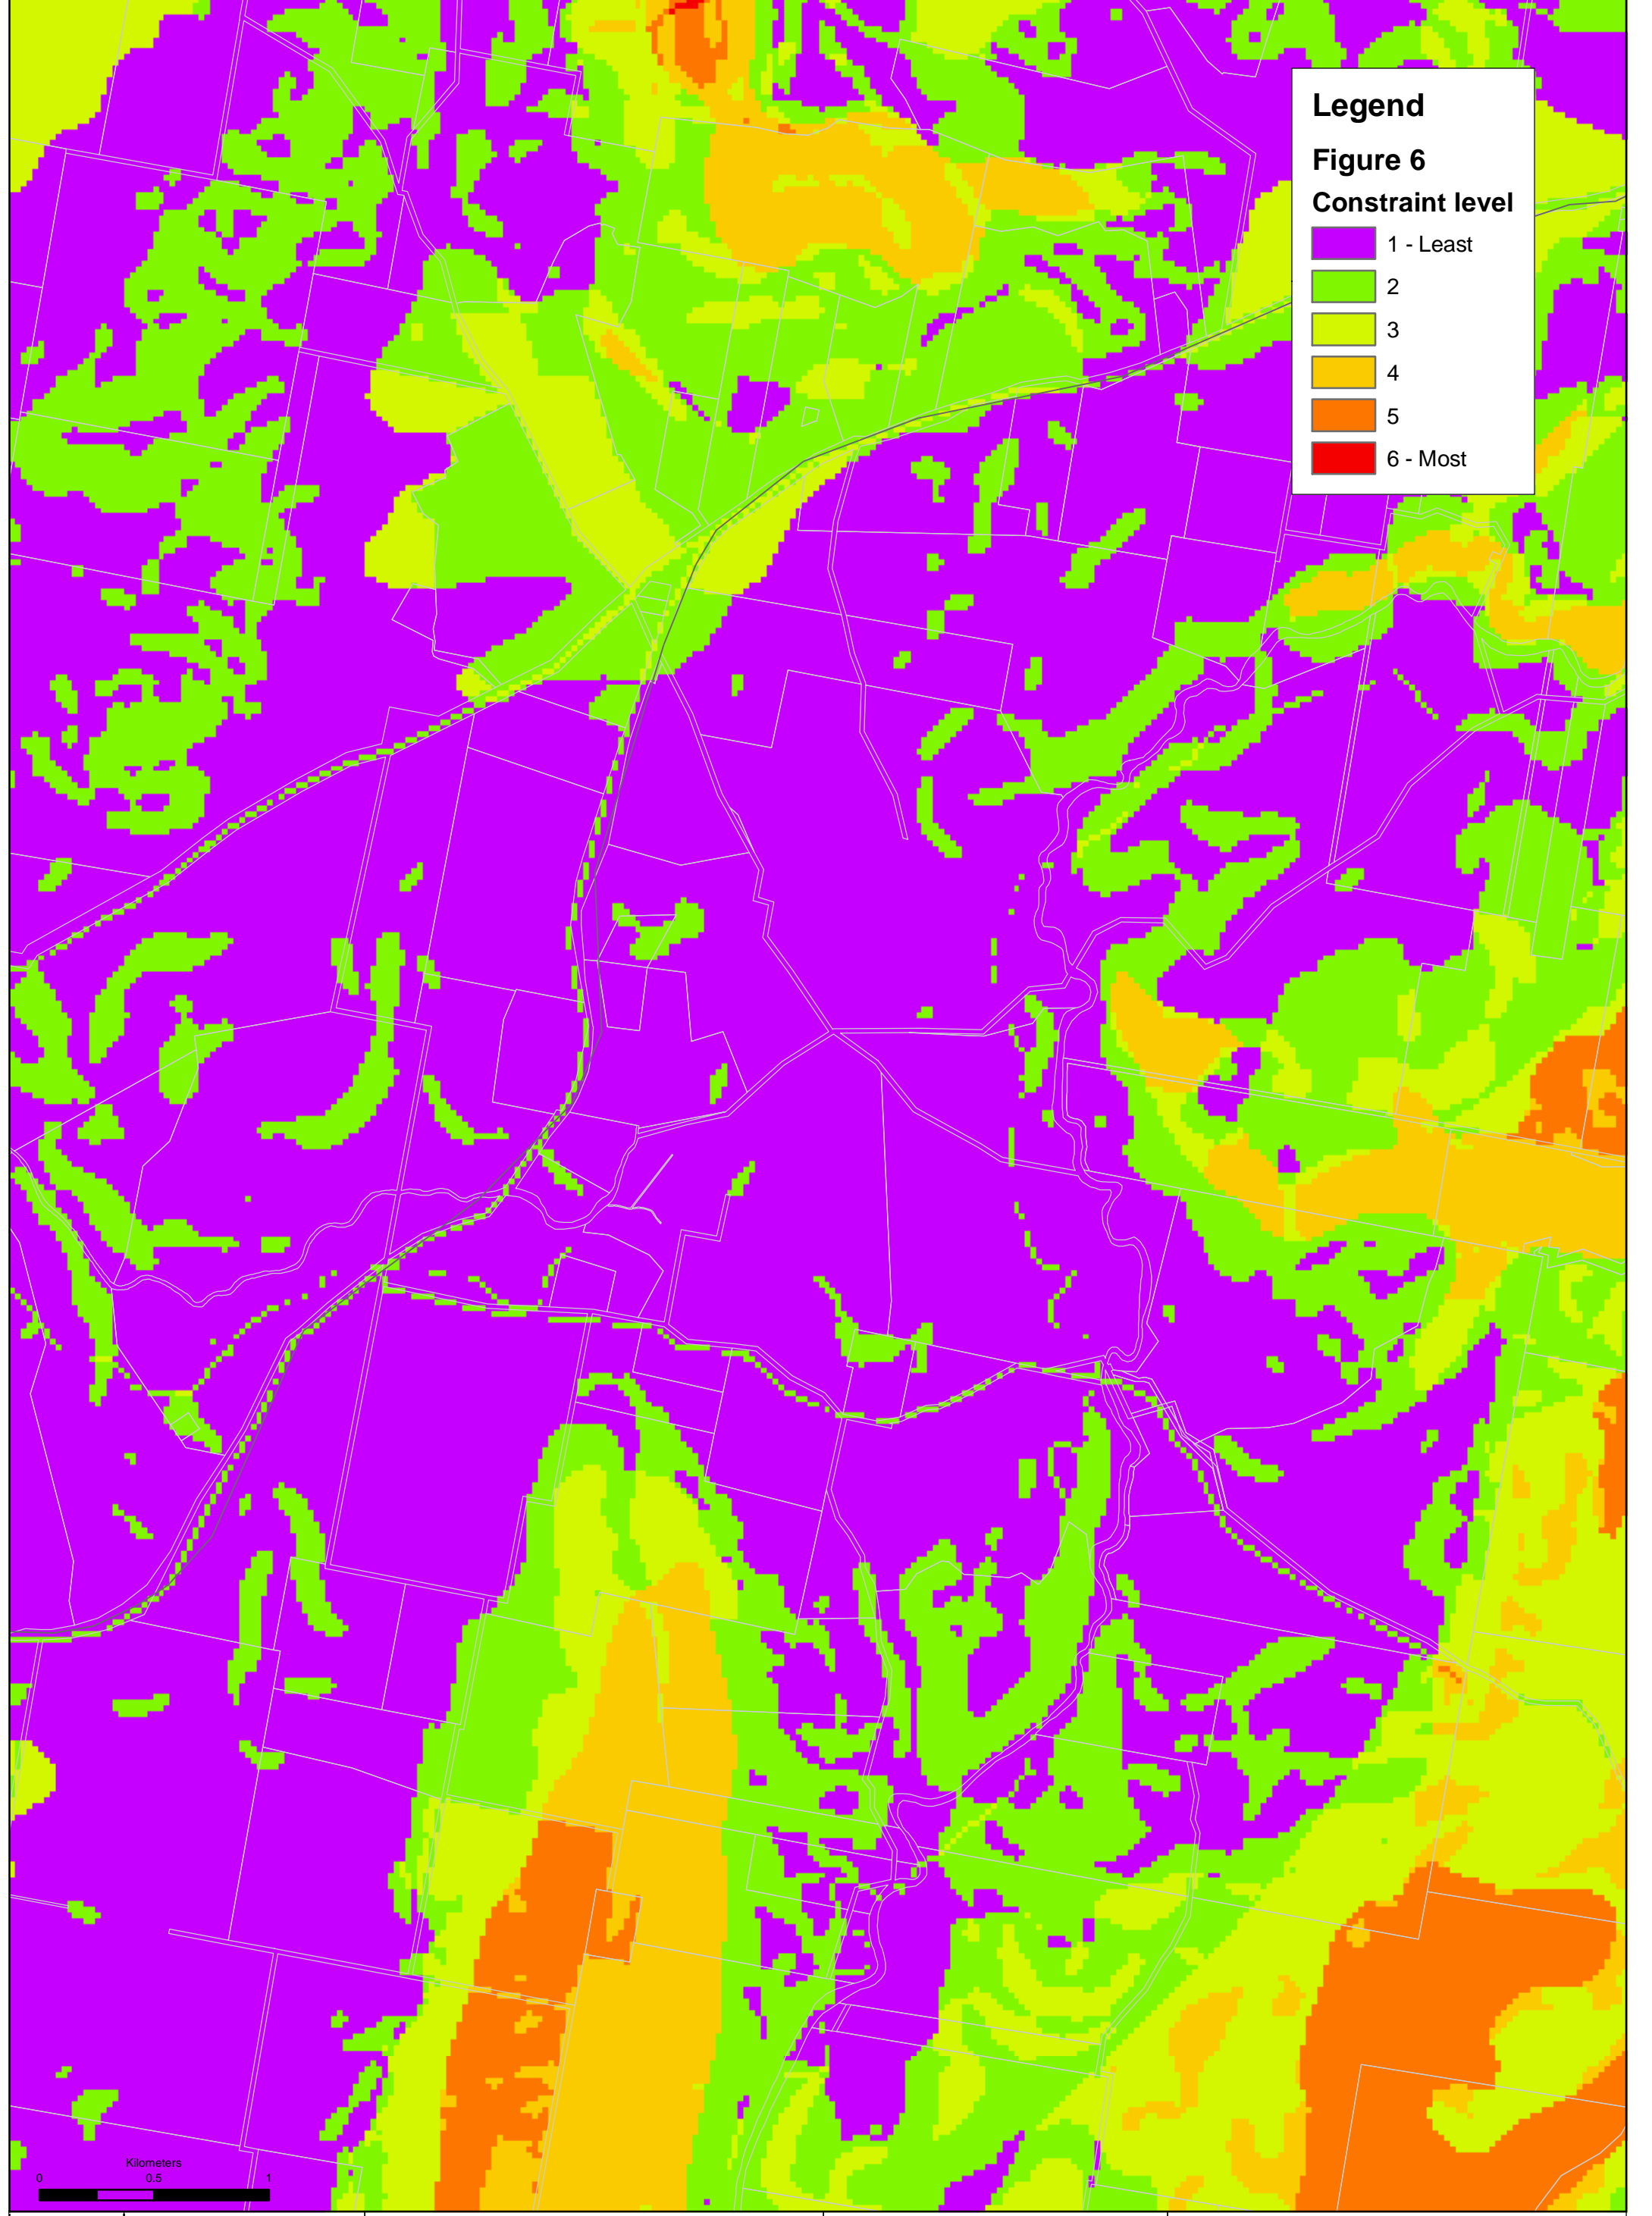 Legend
Figure 6
Constraint level
1 - Least
2
3
4
5
6 - Most
Kilometers
0 0.5 1